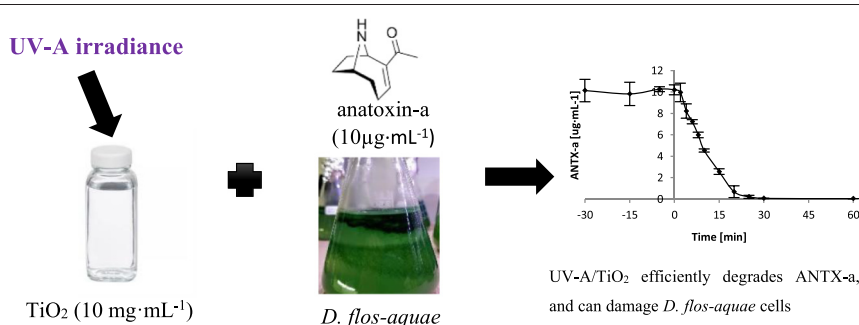 UV-A irradiance
H
N
O
anatoxin-a
(10µg·mL⁻¹)
TiO₂ (10 mg·mL⁻¹)
D. flos-aquae
12
10
8
6
4
2
0
ANTX-a [ug·mL-1]
-30 -15 0 15 30 45 60
Time [min]
UV-A/TiO₂ efficiently degrades ANTX-a,
and can damage D. flos-aquae cells